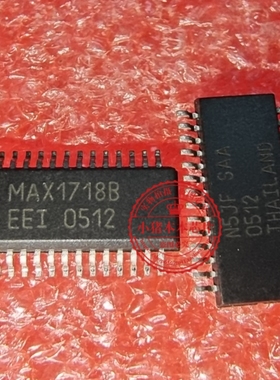 MAX1718B
EEI 0512
N53F SAA
0512
THAILAND